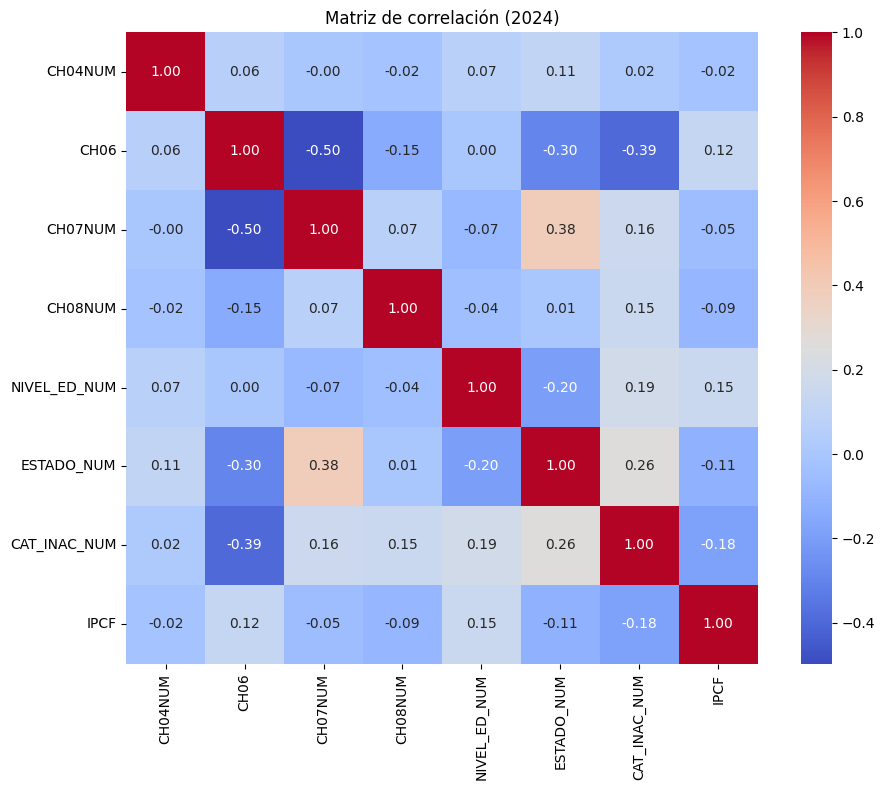 Matriz de correlación (2024)
CH04NUM 1.00 0.06 -0.00 -0.02 0.07 0.11 0.02 -0.02
CH06 0.06 1.00 -0.50 -0.15 0.00 -0.30 -0.39 0.12
CH07NUM -0.00 -0.50 1.00 0.07 -0.07 0.38 0.16 -0.05
CH08NUM -0.02 -0.15 0.07 1.00 -0.04 0.01 0.15 -0.09
NIVEL_ED_NUM 0.07 0.00 -0.07 -0.04 1.00 -0.20 0.19 0.15
ESTADO_NUM 0.11 -0.30 0.38 0.01 -0.20 1.00 0.26 -0.11
CAT_INAC_NUM 0.02 -0.39 0.16 0.15 0.19 0.26 1.00 -0.18
IPCF -0.02 0.12 -0.05 -0.09 0.15 -0.11 -0.18 1.00
CH04NUM
CH06
CH07NUM
CH08NUM
NIVEL_ED_NUM
ESTADO_NUM
CAT_INAC_NUM
IPCF
1.0
0.8
0.6
0.4
0.2
0.0
−0.2
−0.4